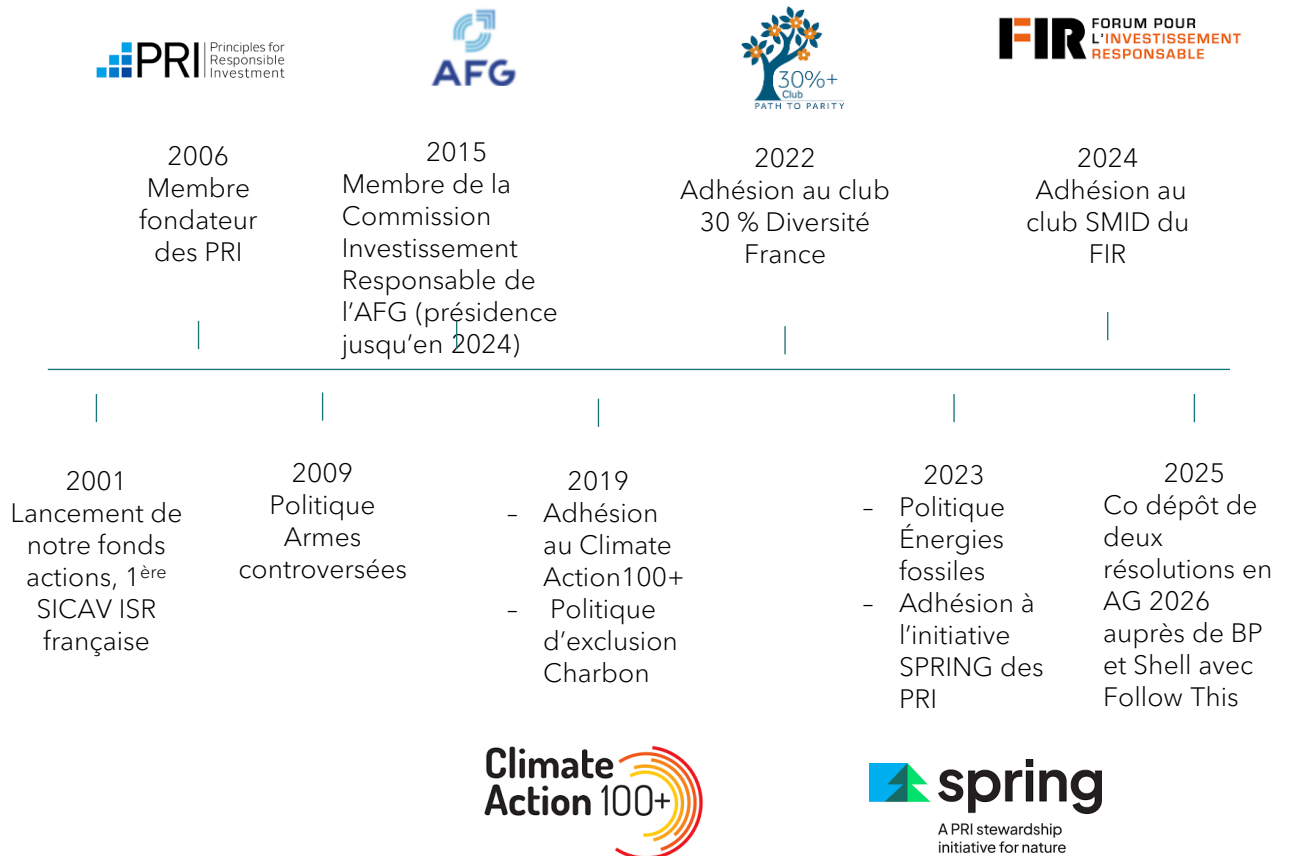 PRI
Principles for
Responsible
Investment
AFG
30%+
Club
PATH TO PARITY
FIR
FORUM POUR
L'INVESTISSEMENT
RESPONSABLE
2006
Membre
fondateur
des PRI
2015
Membre de la
Commission
Investissement
Responsable de
l'AFG (présidence
jusqu'en 2024)
2022
Adhésion au club
30 % Diversité
France
2024
Adhésion au
club SMID du
FIR
2001
Lancement de
notre fonds
actions, 1ère
SICAV ISR
française
2009
Politique
Armes
controversées
2019
– Adhésion
au Climate
Action100+
– Politique
d'exclusion
Charbon
2023
– Politique
Énergies
fossiles
– Adhésion à
l'initiative
SPRING des
PRI
2025
Co dépôt de
deux
résolutions en
AG 2026
auprès de BP
et Shell avec
Follow This
Climate
Action 100+
spring
A PRI stewardship
initiative for nature